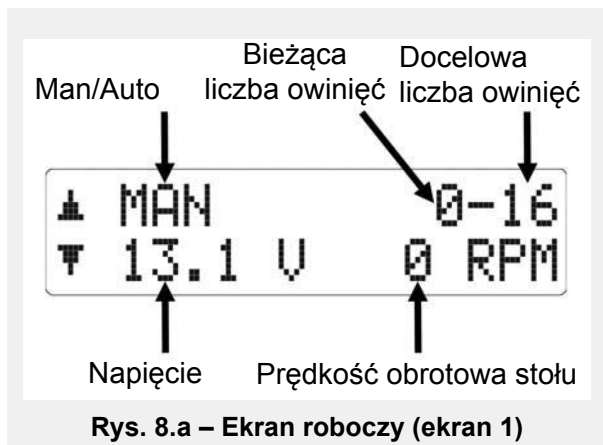 Bieżąca
liczba owinięć
Docelowa
liczba owinięć
Man/Auto
MAN 0-16
13.1 V 0 RPM
Napięcie
Prędkość obrotowa stołu
Rys. 8.a – Ekran roboczy (ekran 1)